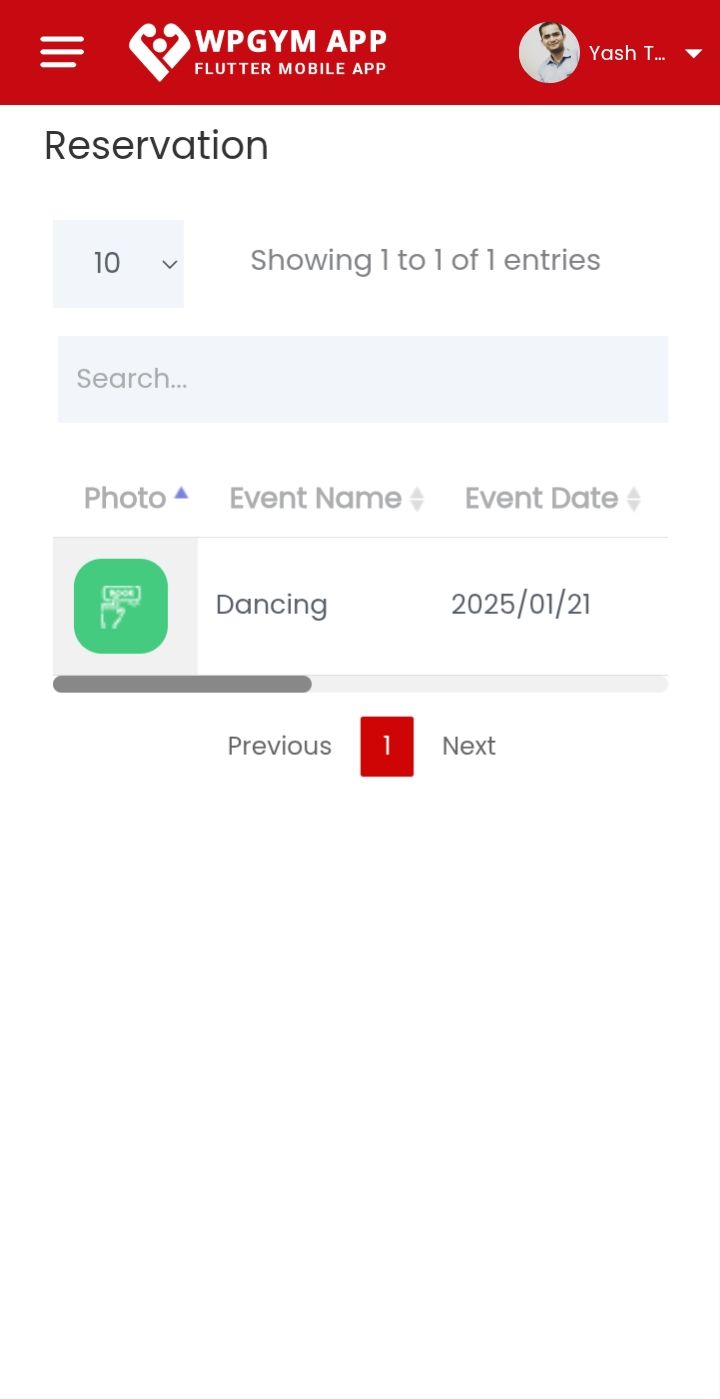 WPGYM APP
FLUTTER MOBILE APP
Yash T...
Reservation
10
Showing 1 to 1 of 1 entries
Search...
Photo Event Name Event Date
BOOK
Dancing 2025/01/21
Previous 1 Next